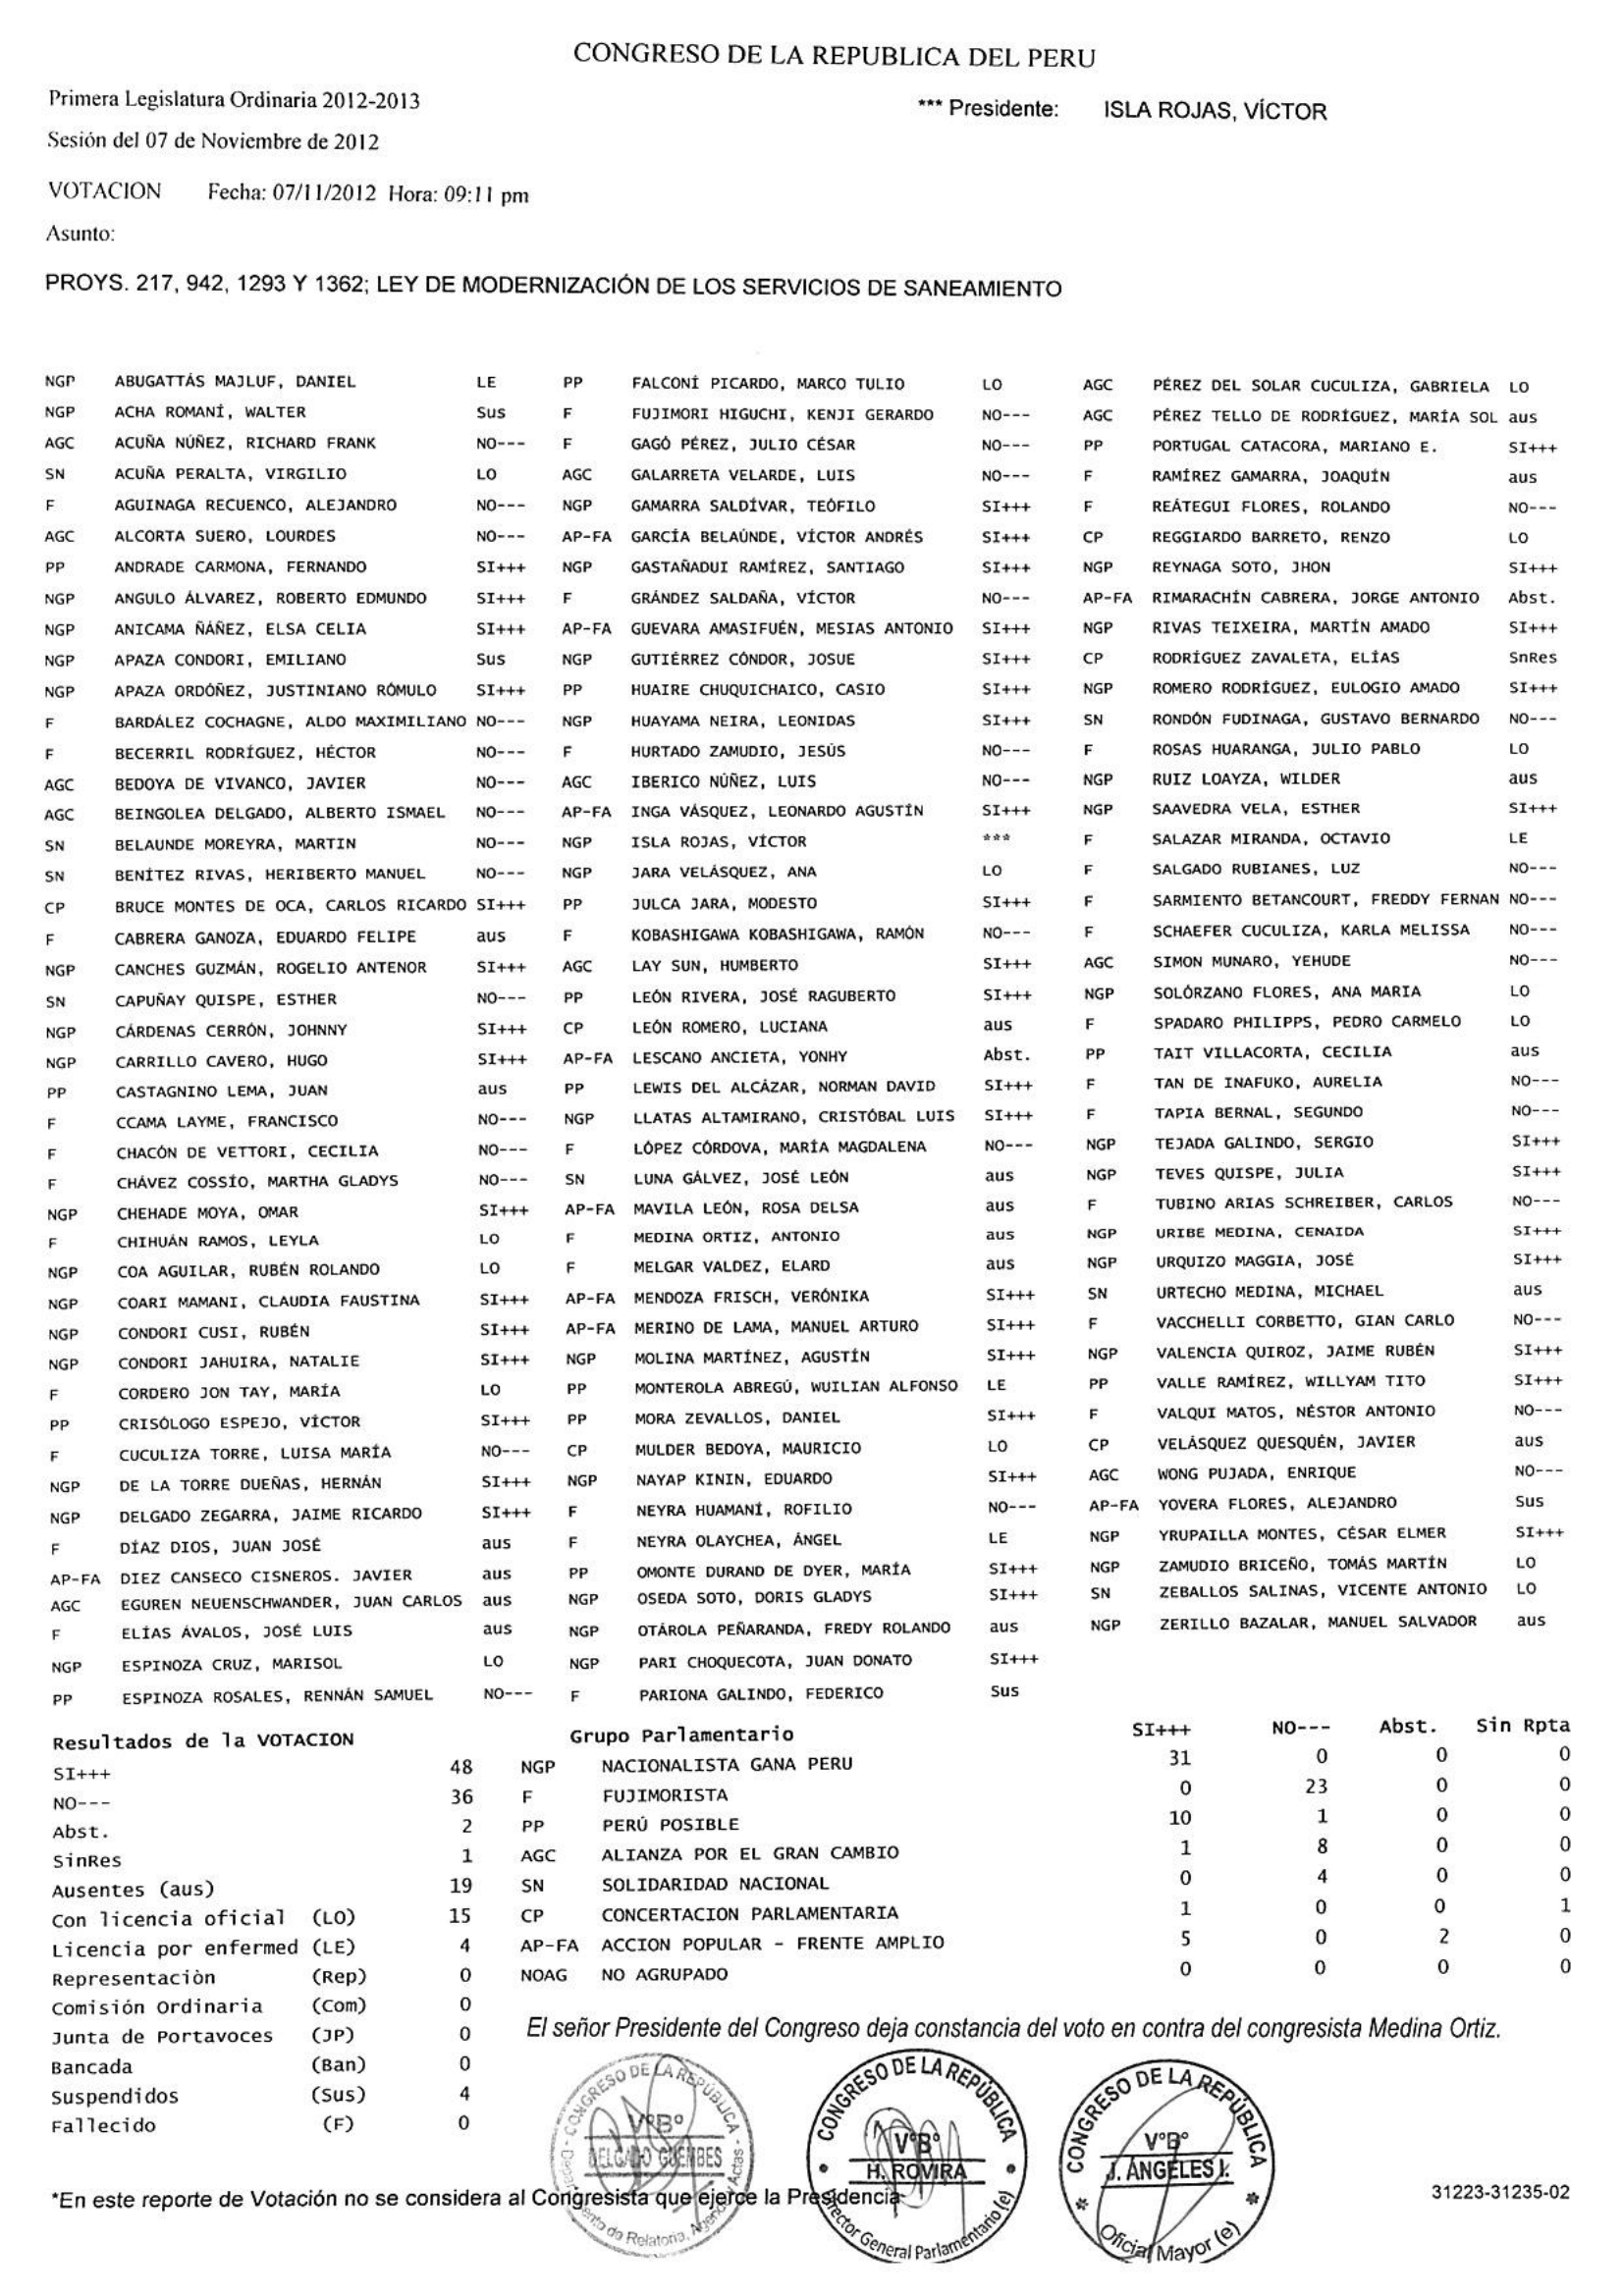 CONGRESO DE LA REPUBLICA DEL PERU
Primera Legislatura Ordinaria 2012-2013
*** Presidente: ISLA ROJAS, VÍCTOR
Sesión del 07 de Noviembre de 2012
VOTACION Fecha: 07/11/2012 Hora: 09:11 pm
Asunto:
PROYS. 217, 942, 1293 Y 1362; LEY DE MODERNIZACIÓN DE LOS SERVICIOS DE SANEAMIENTO
NGP ABUGATTÁS MAJLUF, DANIEL LE
NGP ACHA ROMANÍ, WALTER Sus
AGC ACUÑA NÚÑEZ, RICHARD FRANK NO---
SN ACUÑA PERALTA, VIRGILIO LO
F AGUINAGA RECUENCO, ALEJANDRO NO---
AGC ALCORTA SUERO, LOURDES NO---
PP ANDRADE CARMONA, FERNANDO SI+++
NGP ANGULO ÁLVAREZ, ROBERTO EDMUNDO SI+++
NGP ANICAMA ÑÁÑEZ, ELSA CELIA SI+++
NGP APAZA CONDORI, EMILIANO Sus
NGP APAZA ORDÓÑEZ, JUSTINIANO RÓMULO SI+++
F BARDÁLEZ COCHAGNE, ALDO MAXIMILIANO NO---
F BECERRIL RODRÍGUEZ, HÉCTOR NO---
AGC BEDOYA DE VIVANCO, JAVIER NO---
AGC BEINGOLEA DELGADO, ALBERTO ISMAEL NO---
SN BELAUNDE MOREYRA, MARTIN NO---
SN BENÍTEZ RIVAS, HERIBERTO MANUEL NO---
CP BRUCE MONTES DE OCA, CARLOS RICARDO SI+++
F CABRERA GANOZA, EDUARDO FELIPE aus
NGP CANCHES GUZMÁN, ROGELIO ANTENOR SI+++
SN CAPUÑAY QUISPE, ESTHER NO---
NGP CÁRDENAS CERRÓN, JOHNNY SI+++
NGP CARRILLO CAVERO, HUGO SI+++
PP CASTAGNINO LEMA, JUAN aus
F CCAMA LAYME, FRANCISCO NO---
F CHACÓN DE VETTORI, CECILIA NO---
F CHÁVEZ COSSÍO, MARTHA GLADYS NO---
NGP CHEHADE MOYA, OMAR SI+++
F CHIHUÁN RAMOS, LEYLA LO
NGP COA AGUILAR, RUBÉN ROLANDO LO
NGP COARI MAMANI, CLAUDIA FAUSTINA SI+++
NGP CONDORI CUSI, RUBÉN SI+++
NGP CONDORI JAHUIRA, NATALIE SI+++
F CORDERO JON TAY, MARÍA LO
PP CRISÓLOGO ESPEJO, VÍCTOR SI+++
F CUCULIZA TORRE, LUISA MARÍA NO---
NGP DE LA TORRE DUEÑAS, HERNÁN SI+++
NGP DELGADO ZEGARRA, JAIME RICARDO SI+++
F DÍAZ DIOS, JUAN JOSÉ aus
AP-FA DIEZ CANSECO CISNEROS. JAVIER aus
AGC EGUREN NEUENSCHWANDER, JUAN CARLOS aus
F ELÍAS ÁVALOS, JOSÉ LUIS aus
NGP ESPINOZA CRUZ, MARISOL LO
PP ESPINOZA ROSALES, RENNÁN SAMUEL NO---
PP FALCONÍ PICARDO, MARCO TULIO LO
F FUJIMORI HIGUCHI, KENJI GERARDO NO---
F GAGÓ PÉREZ, JULIO CÉSAR NO---
AGC GALARRETA VELARDE, LUIS NO---
NGP GAMARRA SALDÍVAR, TEÓFILO SI+++
AP-FA GARCÍA BELAÚNDE, VÍCTOR ANDRÉS SI+++
NGP GASTAÑADUI RAMÍREZ, SANTIAGO SI+++
F GRÁNDEZ SALDAÑA, VÍCTOR NO---
AP-FA GUEVARA AMASIFUÉN, MESIAS ANTONIO SI+++
NGP GUTIÉRREZ CÓNDOR, JOSUE SI+++
PP HUAIRE CHUQUICHAICO, CASIO SI+++
NGP HUAYAMA NEIRA, LEONIDAS SI+++
F HURTADO ZAMUDIO, JESÚS NO---
AGC IBERICO NÚÑEZ, LUIS NO---
AP-FA INGA VÁSQUEZ, LEONARDO AGUSTÍN SI+++
NGP ISLA ROJAS, VÍCTOR ***
NGP JARA VELÁSQUEZ, ANA LO
PP JULCA JARA, MODESTO SI+++
F KOBASHIGAWA KOBASHIGAWA, RAMÓN NO---
AGC LAY SUN, HUMBERTO SI+++
PP LEÓN RIVERA, JOSÉ RAGUBERTO SI+++
CP LEÓN ROMERO, LUCIANA aus
AP-FA LESCANO ANCIETA, YONHY Abst.
PP LEWIS DEL ALCÁZAR, NORMAN DAVID SI+++
NGP LLATAS ALTAMIRANO, CRISTÓBAL LUIS SI+++
F LÓPEZ CÓRDOVA, MARÍA MAGDALENA NO---
SN LUNA GÁLVEZ, JOSÉ LEÓN aus
AP-FA MAVILA LEÓN, ROSA DELSA aus
F MEDINA ORTIZ, ANTONIO aus
F MELGAR VALDEZ, ELARD aus
AP-FA MENDOZA FRISCH, VERÓNIKA SI+++
AP-FA MERINO DE LAMA, MANUEL ARTURO SI+++
NGP MOLINA MARTÍNEZ, AGUSTÍN SI+++
PP MONTEROLA ABREGÚ, WUILIAN ALFONSO LE
PP MORA ZEVALLOS, DANIEL SI+++
CP MULDER BEDOYA, MAURICIO LO
NGP NAYAP KININ, EDUARDO SI+++
F NEYRA HUAMANÍ, ROFILIO NO---
F NEYRA OLAYCHEA, ÁNGEL LE
PP OMONTE DURAND DE DYER, MARÍA SI+++
NGP OSEDA SOTO, DORIS GLADYS SI+++
NGP OTÁROLA PEÑARANDA, FREDY ROLANDO aus
NGP PARI CHOQUECOTA, JUAN DONATO SI+++
F PARIONA GALINDO, FEDERICO Sus
AGC PÉREZ DEL SOLAR CUCULIZA, GABRIELA LO
AGC PÉREZ TELLO DE RODRÍGUEZ, MARÍA SOL aus
PP PORTUGAL CATACORA, MARIANO E. SI+++
F RAMÍREZ GAMARRA, JOAQUÍN aus
F REÁTEGUI FLORES, ROLANDO NO---
CP REGGIARDO BARRETO, RENZO LO
NGP REYNAGA SOTO, JHON SI+++
AP-FA RIMARACHÍN CABRERA, JORGE ANTONIO Abst.
NGP RIVAS TEIXEIRA, MARTÍN AMADO SI+++
CP RODRÍGUEZ ZAVALETA, ELÍAS SnRes
NGP ROMERO RODRÍGUEZ, EULOGIO AMADO SI+++
SN RONDÓN FUDINAGA, GUSTAVO BERNARDO NO---
F ROSAS HUARANGA, JULIO PABLO LO
NGP RUIZ LOAYZA, WILDER aus
NGP SAAVEDRA VELA, ESTHER SI+++
F SALAZAR MIRANDA, OCTAVIO LE
F SALGADO RUBIANES, LUZ NO---
F SARMIENTO BETANCOURT, FREDDY FERNAN NO---
F SCHAEFER CUCULIZA, KARLA MELISSA NO---
AGC SIMON MUNARO, YEHUDE NO---
NGP SOLÓRZANO FLORES, ANA MARIA LO
F SPADARO PHILIPPS, PEDRO CARMELO LO
PP TAIT VILLACORTA, CECILIA aus
F TAN DE INAFUKO, AURELIA NO---
F TAPIA BERNAL, SEGUNDO NO---
NGP TEJADA GALINDO, SERGIO SI+++
NGP TEVES QUISPE, JULIA SI+++
F TUBINO ARIAS SCHREIBER, CARLOS NO---
NGP URIBE MEDINA, CENAIDA SI+++
NGP URQUIZO MAGGIA, JOSÉ SI+++
SN URTECHO MEDINA, MICHAEL aus
F VACCHELLI CORBETTO, GIAN CARLO NO---
NGP VALENCIA QUIROZ, JAIME RUBÉN SI+++
PP VALLE RAMÍREZ, WILLYAM TITO SI+++
F VALQUI MATOS, NÉSTOR ANTONIO NO---
CP VELÁSQUEZ QUESQUÉN, JAVIER aus
AGC WONG PUJADA, ENRIQUE NO---
AP-FA YOVERA FLORES, ALEJANDRO Sus
NGP YRUPAILLA MONTES, CÉSAR ELMER SI+++
NGP ZAMUDIO BRICEÑO, TOMÁS MARTÍN LO
SN ZEBALLOS SALINAS, VICENTE ANTONIO LO
NGP ZERILLO BAZALAR, MANUEL SALVADOR aus
Resultados de la VOTACION
SI+++ 48
NO--- 36
Abst. 2
SinRes 1
Ausentes (aus) 19
Con licencia oficial (LO) 15
Licencia por enfermed (LE) 4
Representaciòn (Rep) 0
Comisión Ordinaria (Com) 0
Junta de Portavoces (JP) 0
Bancada (Ban) 0
Suspendidos (Sus) 4
Fallecido (F) 0
Grupo Parlamentario SI+++ NO--- Abst. Sin Rpta
NGP NACIONALISTA GANA PERU 31 0 0 0
F FUJIMORISTA 0 23 0 0
PP PERÚ POSIBLE 10 1 0 0
AGC ALIANZA POR EL GRAN CAMBIO 1 8 0 0
SN SOLIDARIDAD NACIONAL 0 4 0 0
CP CONCERTACION PARLAMENTARIA 1 0 0 1
AP-FA ACCION POPULAR - FRENTE AMPLIO 5 0 2 0
NOAG NO AGRUPADO 0 0 0 0
El señor Presidente del Congreso deja constancia del voto en contra del congresista Medina Ortiz.
CONGRESO DE LA REPÚBLICA
V°B°
DELGADO GUEMBES
CONGRESO DE LA REPÚBLICA
V°B°
H. ROVIRA
Director General Parlamentario (e)
CONGRESO DE LA REPÚBLICA
V°B°
J. ÁNGELES I.
Oficial Mayor (e)
*En este reporte de Votación no se considera al Congresista que ejerce la Presidencia
31223-31235-02